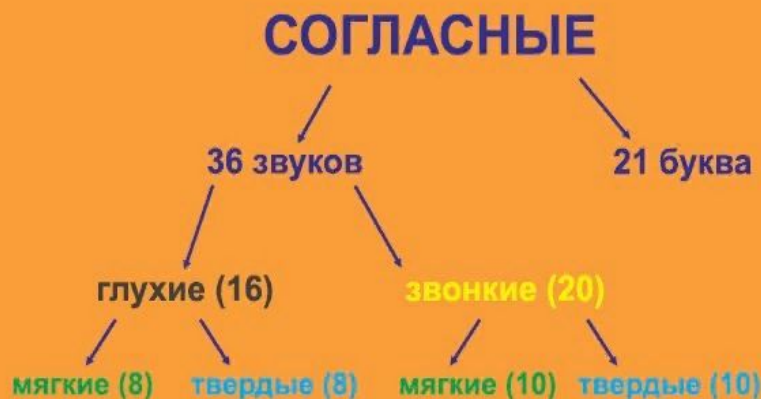 СОГЛАСНЫЕ
36 звуков 21 буква
глухие (16) звонкие (20)
мягкие (8) твердые (8) мягкие (10) твердые (10)